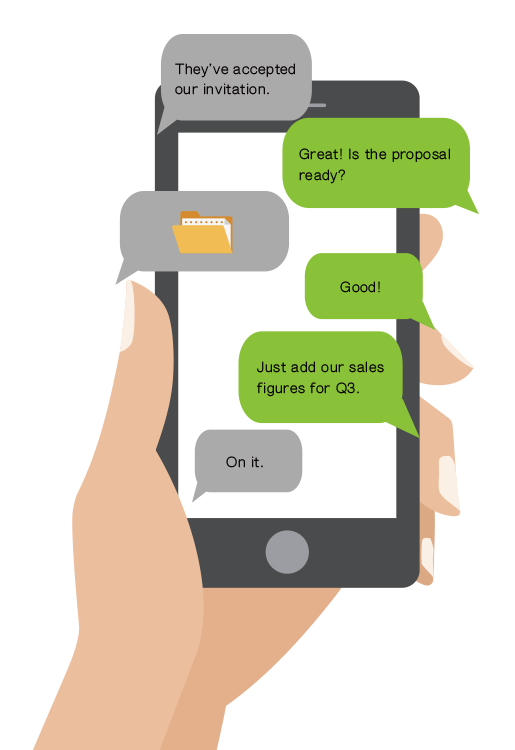 They've accepted
our invitation.
Great! Is the proposal
ready?
Good!
Just add our sales
figures for Q3.
On it.